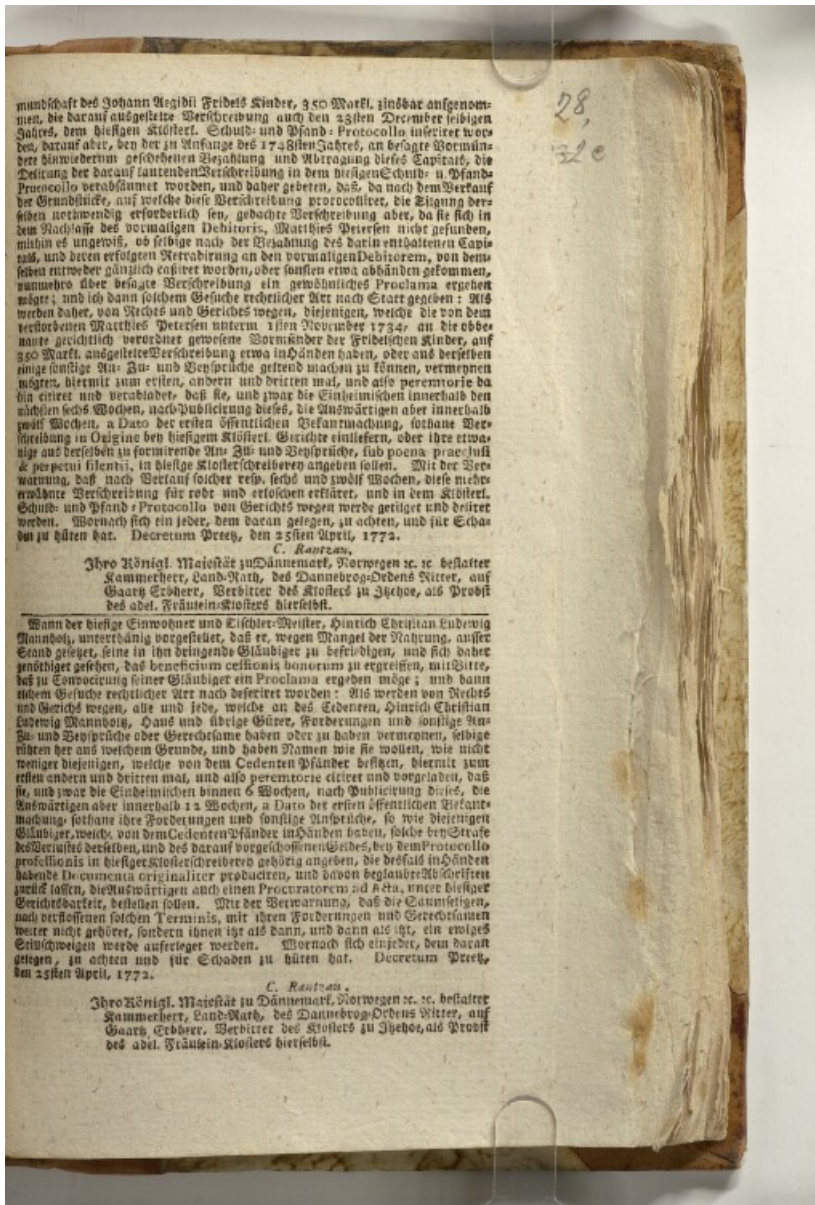 28,
32 e
mundschaft des Johann Aegidii Fridels Kinder, 350 Markl. zinsbar aufgenom-
men, die darauf ausgestelte Verschreibung auch den 23sten December selbigen
Jahres, dem hiesigen Klösterl. Schuld- und Pfand-Protocollo inseriret wor-
den, darauf aber, bey der zu Anfange des 1748sten Jahres, an besagte Vormün-
dere hinwiederum geschehenen Bezahlung und Abtragung dieses Capitals, die
Delirung der darauf lautenden Verschreibung in dem hiesigen Schuld- u. Pfand-
Protocollo verabsäumet worden, und daher gebeten, daß, da nach dem Verkauf
der Grundstücke, auf welche diese Verschreibung protocolliret, die Tilgung der-
selben nothwendig erforderlich sey, gedachte Verschreibung aber, da sie sich in
dem Nachlasse des vormaligen Debitoris, Matthies Petersen nicht gefunden,
mithin es ungewiß, ob selbige nach der Bezahlung des darin enthaltenen Capi-
tals, und deren erfolgten Retradirung an den vormaligen Debitorem, von dem-
selben entweder gänzlich cassiret worden, oder sonsten etwa abhänden gekommen,
nunmehro über besagte Verschreibung ein gewöhnliches Proclama ergehen
mögte; und ich dann solchem Gesuche rechtlicher Art nach Statt gegeben: Als
werden daher, von Rechts und Gerichts wegen, diejenigen, welche die von dem
verstorbenen Matthies Petersen unterm 1sten November 1734, an die obbe-
nante gerichtlich verordnet gewesene Vormünder der Fridelschen Kinder, auf
350 Markl. ausgestelte Verschreibung etwa in Händen haben, oder aus derselben
einige sonstige An- Zu- und Beysprüche geltend machen zu können, vermeynen
mögten, hiermit zum ersten, andern und dritten mal, und also peremtorie da
hin citiret und verabladet, daß sie, und zwar die Einheimischen innerhalb den
nächsten sechs Wochen, nach Publicirung dieses, die Auswärtigen aber innerhalb
zwölf Wochen, a Dato der ersten öffentlichen Bekantmachung, sothane Ver-
schreibung in Origine bey hiesigem Klösterl. Gerichte einliefern, oder ihre etwa-
nige aus derselben zu formirende An- Zu- und Beysprüche, sub poena praeclusi
& perpetui silentii, in hiesige Klosterschreiberey angeben sollen. Mit der Ver-
warnung, daß nach Verlauf solcher resp. sechs und zwölf Wochen, diese mehr-
erwähnte Verschreibung für todt und erloschen erkläret, und in dem Klösterl.
Schuld- und Pfand-Protocollo von Gerichts wegen werde getilget und deliret
werden. Wornach sich ein jeder, dem daran gelegen, zu achten, und für Scha-
den zu hüten hat. Decretum Preetz, den 25sten April, 1772.
C. Rantzau.
Ihro Königl. Majestät zu Dännemark, Norwegen ec. ec. bestalter
Kammerherr, Land-Rath, des Dannebrog-Ordens Ritter, auf
Gaartz Erbherr, Verbitter des Klosters zu Itzehoe, als Probst
des adel. Fräulein-Klosters hierselbst.
Wann der hiesige Einwohner und Tischler-Meister, Hinrich Christian Ludewig
Mannholz, unterthänig vorgestellet, daß er, wegen Mangel der Nahrung, ausser
Stand gesetzet, seine in ihn dringende Gläubiger zu befriedigen, und sich daher
genöthiget gesehen, das beneficium cessionis bonorum zu ergreiffen, mit Bitte,
daß zu Convocirung seiner Gläubiger ein Proclama ergehen möge; und dann
solchem Gesuche rechtlicher Art nach deferiret worden: Als werden von Rechts
und Gerichs wegen, alle und jede, welche an des Cedenten, Hinrich Christian
Ludewig Mannholtz, Haus und übrige Güter, Forderungen und sonstige An-
Zu- und Beysprüche oder Gerechtsame haben oder zu haben vermeynen, selbige
rühren her aus welchem Grunde, und haben Namen wie sie wollen, wie nicht
weniger diejenigen, welche von dem Cedenten Pfänder besitzen, hiermit zum
ersten andern und dritten mal, und also peremtorie citiret und vorgeladen, daß
sie, und zwar die Einheimischen binnen 6 Wochen, nach Publicirung dieses, die
Auswärtigen aber innerhalb 12 Wochen, a Dato der ersten öffentlichen Bekant-
machung, sothane ihre Forderungen und sonstige Ansprüche, so wie diejenigen
Gläubiger, welche von dem Cedenten Pfänder in Händen haben, solche bey Strafe
des Verlustes derselben, und des darauf vorgeschossenen Geldes, bey dem Protocollo
professionis in hiesiger Klosterschreiberey gehörig angeben, die desfals in Händen
habende Documenta originaliter produciren, und davon beglaubte Abschriften
zurück lassen, die Auswärtigen auch einen Procuratorem ad Acta, unter hiesiger
Gerichtsbarkeit, bestellen sollen. Mit der Verwarnung, daß die Saumseligen,
nach verflossenen solchen Terminis, mit ihren Forderungen und Gerechtsamen
weiter nicht gehöret, sondern ihnen itzt als dann, und dann als itzt, ein ewiges
Stilschweigen werde auferleget werden. Wornach sich ein jeder, dem daran
gelegen, zu achten und für Schaden zu hüten hat. Decretum Preetz,
den 25sten April, 1772.
C. Rantzau.
Ihro Königl. Majestät zu Dännemark, Norwegen ec. ec. bestalter
Kammerherr, Land-Rath, des Dannebrog-Ordens Ritter, auf
Gaartz Erbherr, Verbitter des Klosters zu Itzehoe, als Probst
des adel. Fräulein-Klosters hierselbst.